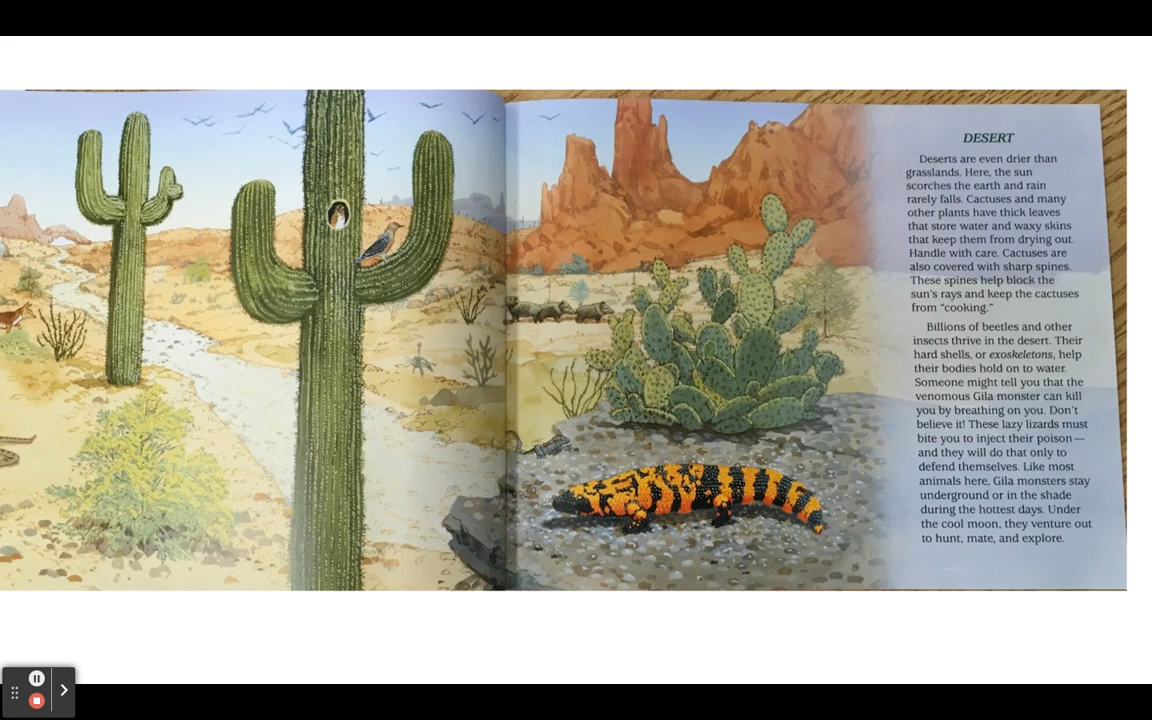 DESERT
Deserts are even drier than
grasslands. Here, the sun
scorches the earth and rain
rarely falls. Cactuses and many
other plants have thick leaves
that store water and waxy skins
that keep them from drying out.
Handle with care. Cactuses are
also covered with sharp spines.
These spines help block the
sun's rays and keep the cactuses
from “cooking.”
Billions of beetles and other
insects thrive in the desert. Their
hard shells, or exoskeletons, help
their bodies hold on to water.
Someone might tell you that the
venomous Gila monster can kill
you by breathing on you. Don't
believe it! These lazy lizards must
bite you to inject their poison—
and they will do that only to
defend themselves. Like most
animals here, Gila monsters stay
underground or in the shade
during the hottest days. Under
the cool moon, they venture out
to hunt, mate, and explore.